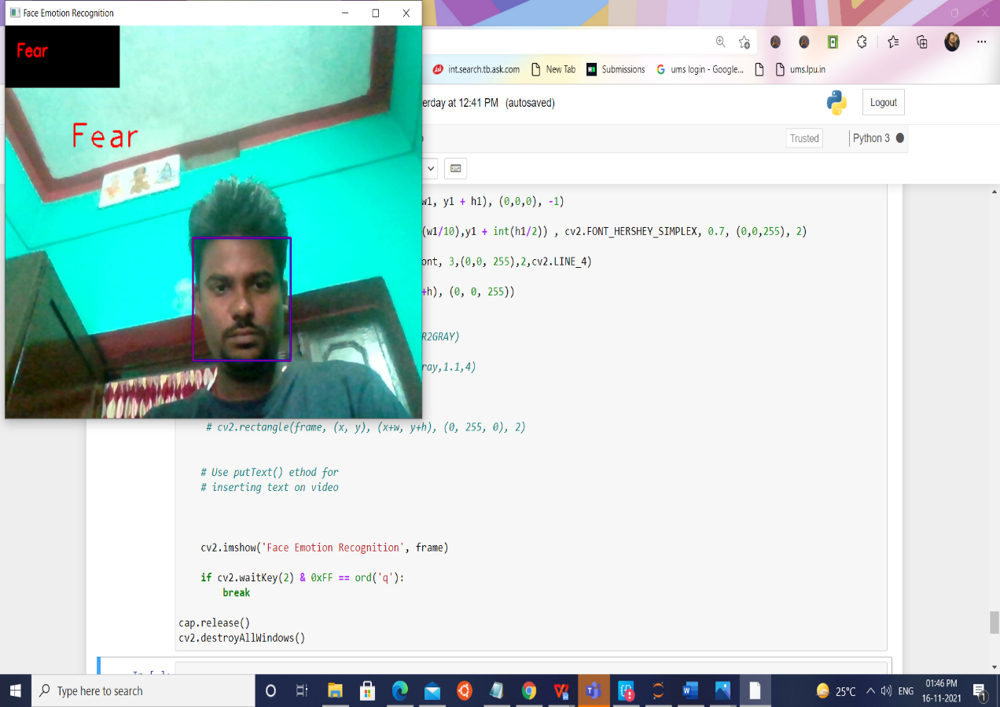 Face Emotion Recognition
Fear
Fear
int.search.tb.ask.com
New Tab
Submissions
ums login - Google...
ums.lpu.in
erday at 12:41 PM (autosaved)
Logout
Trusted
Python 3
w1, y1 + h1), (0,0,0), -1)
(w1/10),y1 + int(h1/2)) , cv2.FONT_HERSHEY_SIMPLEX, 0.7, (0,0,255), 2)
ont, 3,(0,0, 255),2,cv2.LINE_4)
+h), (0, 0, 255))
R2GRAY)
ray,1.1,4)
# cv2.rectangle(frame, (x, y), (x+w, y+h), (0, 255, 0), 2)
# Use putText() ethod for
# inserting text on video
cv2.imshow('Face Emotion Recognition', frame)
if cv2.waitKey(2) & 0xFF == ord('q'):
break
cap.release()
cv2.destroyAllWindows()
Type here to search
25°C
ENG
01:46 PM
16-11-2021
1